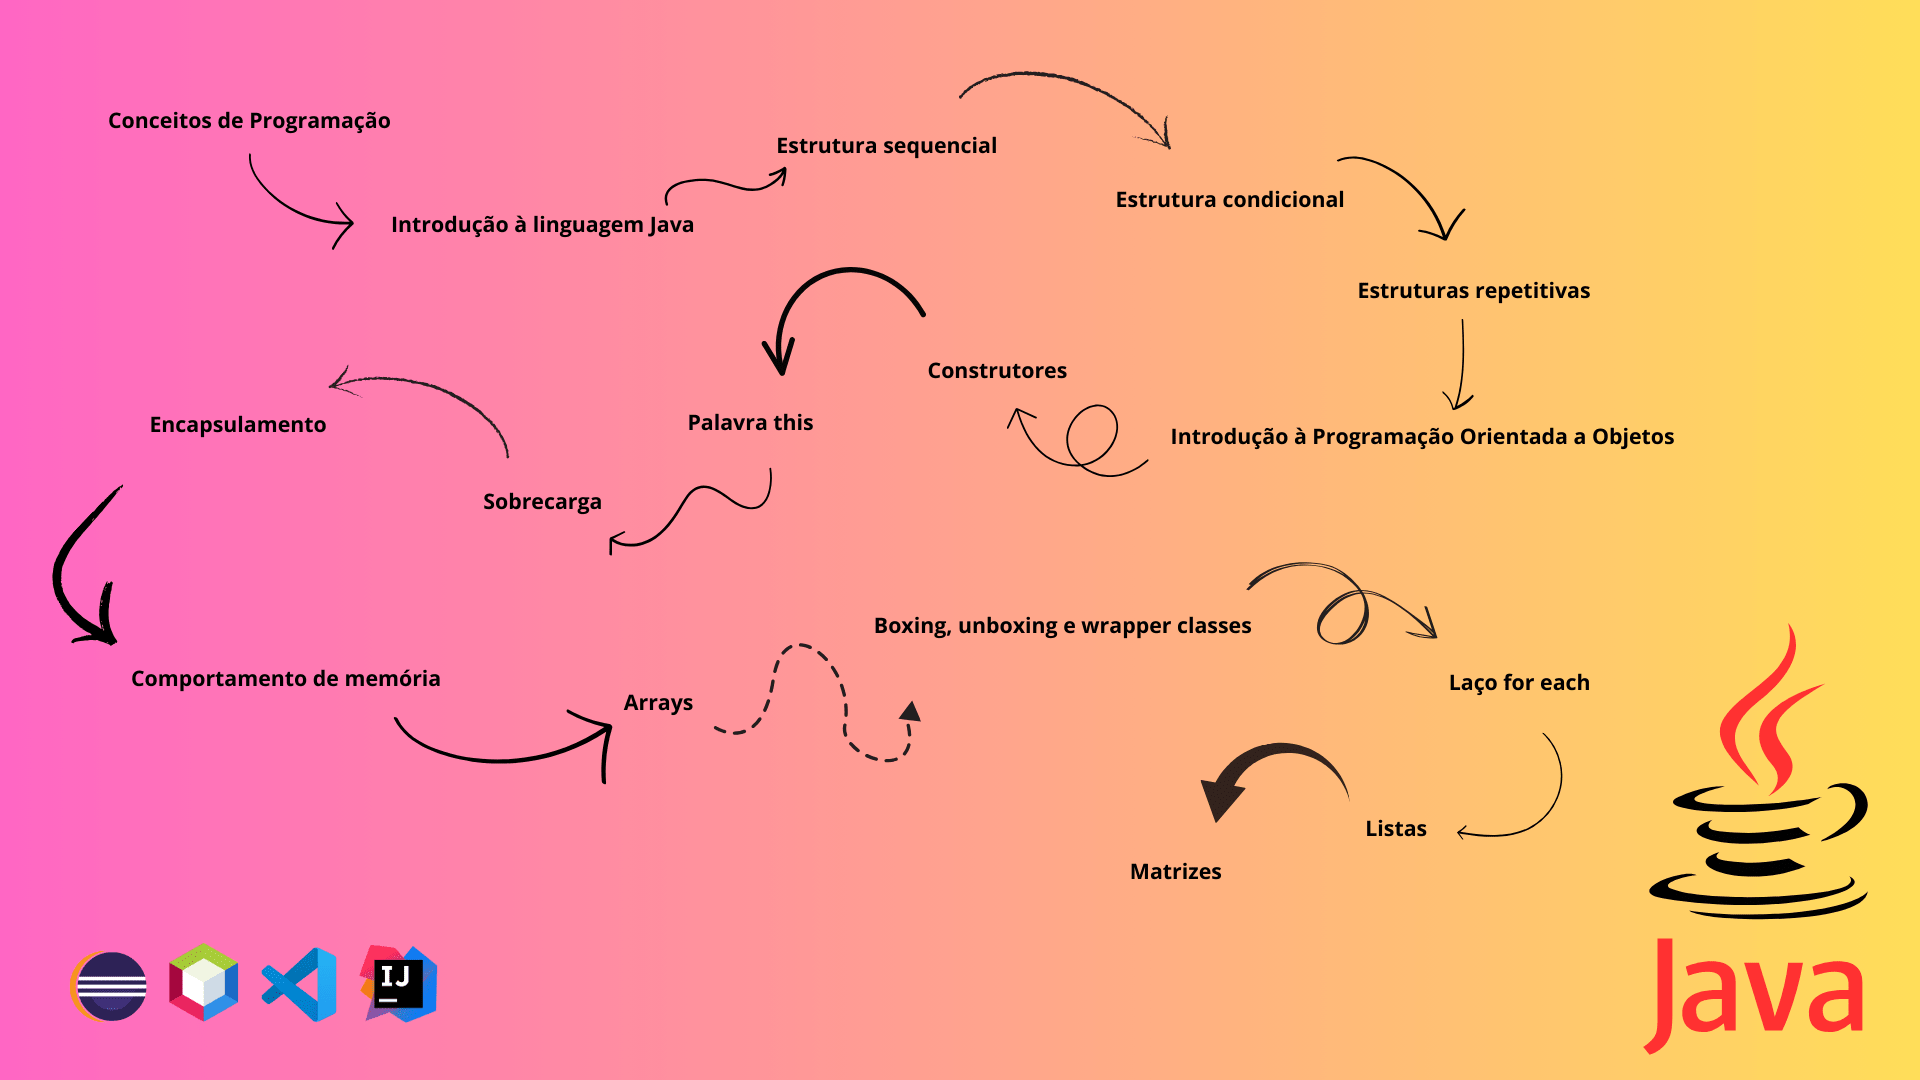 Conceitos de Programação
Introdução à linguagem Java
Estrutura sequencial
Estrutura condicional
Estruturas repetitivas
Introdução à Programação Orientada a Objetos
Construtores
Palavra this
Sobrecarga
Encapsulamento
Comportamento de memória
Arrays
Boxing, unboxing e wrapper classes
Laço for each
Listas
Matrizes
IJ
Java